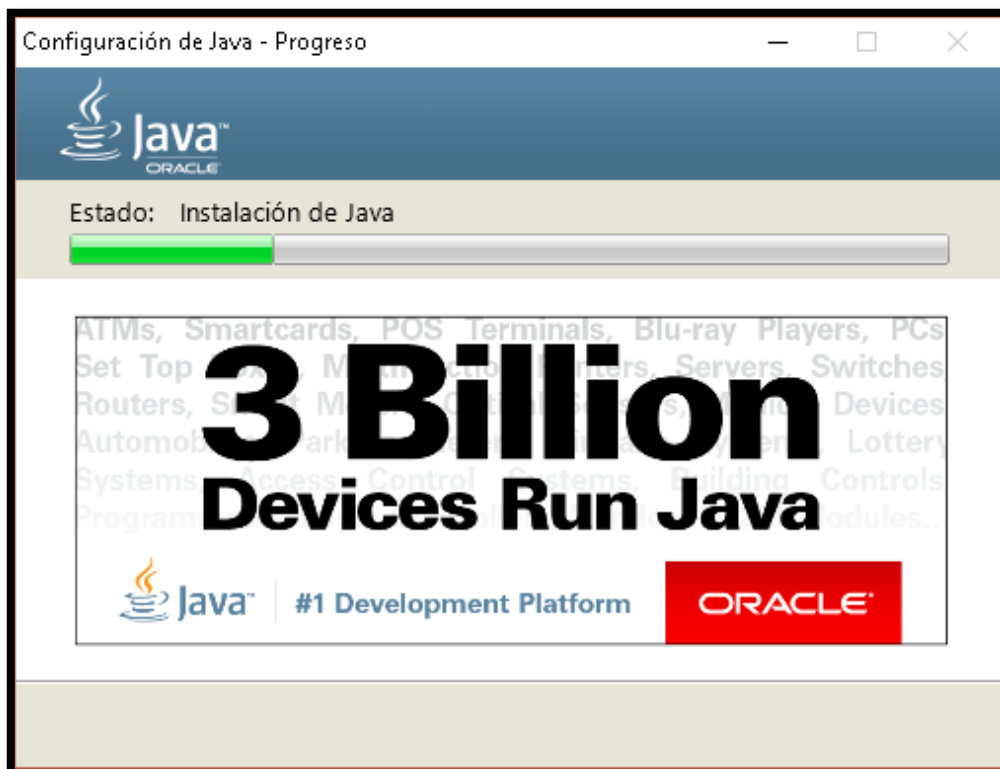 Configuración de Java - Progreso
Java™
ORACLE
Estado: Instalación de Java
ATMs, Smartcards, POS Terminals, Blu-ray Players, PCs
Set Top Servers, Switches
Routers, Devices
Lottery
Systems, Access Control Systems, Building Controls
3 Billion
Devices Run Java
Java™ #1 Development Platform ORACLE®